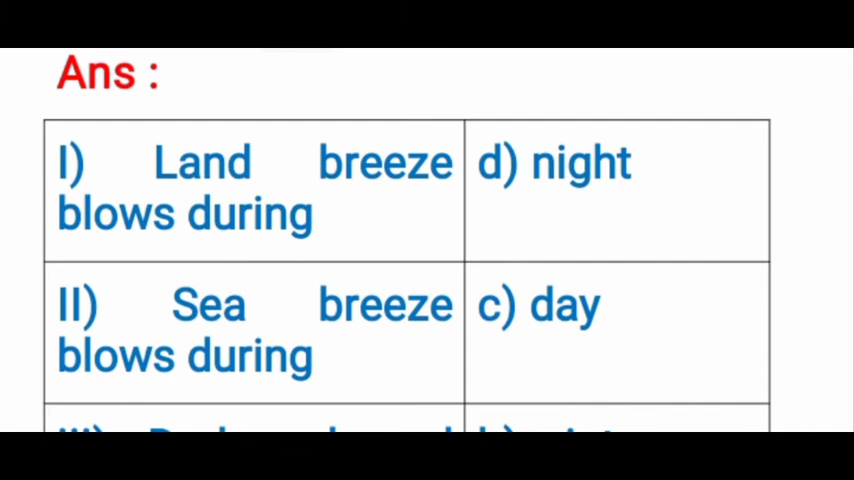 Ans :
I) Land breeze d) night
blows during
II) Sea breeze c) day
blows during